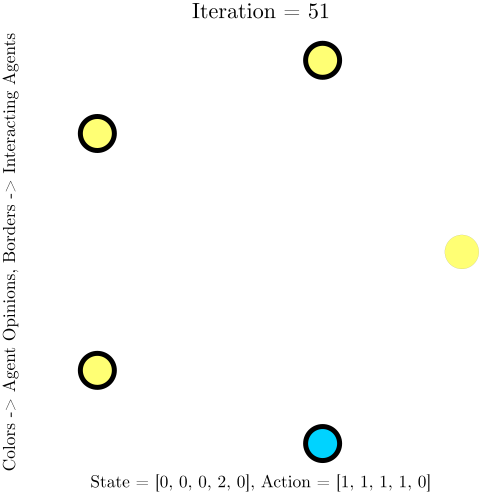 Iteration = 51
Colors -> Agent Opinions, Borders -> Interacting Agents
State = [0, 0, 0, 2, 0], Action = [1, 1, 1, 1, 0]